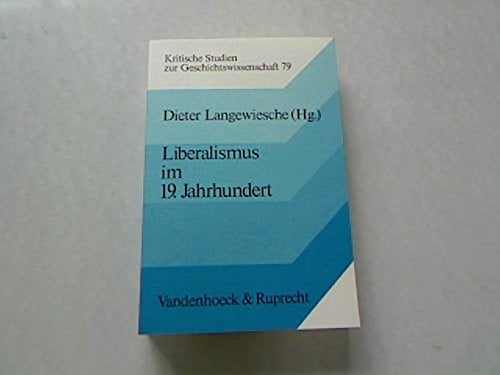 Kritische Studien
zur Geschichtswissenschaft 79
Dieter Langewiesche (Hg.)
Liberalismus
im
19. Jahrhundert
Vandenhoeck & Ruprecht